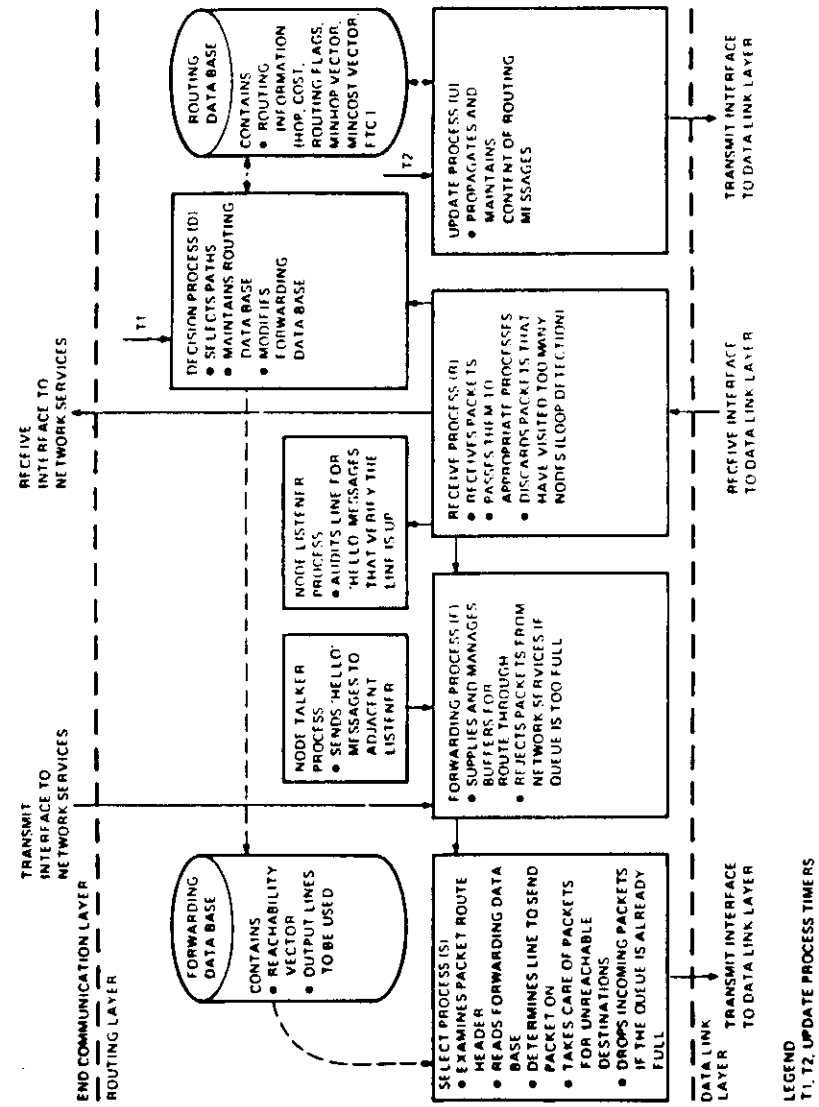 TRANSMIT
INTERFACE TO
NETWORK SERVICES
RECEIVE
INTERFACE TO
NETWORK SERVICES
END COMMUNICATION LAYER
ROUTING LAYER
FORWARDING
DATA BASE
CONTAINS
• REACHABILITY
VECTOR
• OUTPUT LINES
TO BE USED
T1
DECISION PROCESS (D)
• SELECTS PATHS
• MAINTAINS ROUTING
DATA BASE
• MODIFIES
FORWARDING
DATA BASE
ROUTING
DATA BASE
CONTAINS
• ROUTING
INFORMATION
(HOP, COST,
ROUTING FLAGS,
MINHOP VECTOR,
MINCOST VECTOR,
ETC.)
NODE TALKER
PROCESS
• SENDS 'HELLO'
MESSAGES TO
ADJACENT
LISTENER
NODE LISTENER
PROCESS
• AUDITS LINE FOR
'HELLO' MESSAGES
THAT VERIFY THE
LINE IS UP
T2
SELECT PROCESS (S)
• EXAMINES PACKET ROUTE
HEADER
• READS FORWARDING DATA
BASE
• DETERMINES LINE TO SEND
PACKET ON
• TAKES CARE OF PACKETS
FOR UNREACHABLE
DESTINATIONS
• DROPS INCOMING PACKETS
IF THE QUEUE IS ALREADY
FULL
FORWARDING PROCESS (F)
• SUPPLIES AND MANAGES
BUFFERS FOR
ROUTE THROUGH
• REJECTS PACKETS FROM
NETWORK SERVICES IF
QUEUE IS TOO FULL
RECEIVE PROCESS (R)
• RECEIVES PACKETS
• PASSES THEM TO
APPROPRIATE PROCESSES
• DISCARDS PACKETS THAT
HAVE VISITED TOO MANY
NODES (LOOP DETECTION)
UPDATE PROCESS (U)
• PROPAGATES AND
MAINTAINS
CONTENT OF ROUTING
MESSAGES
DATA LINK
LAYER
TRANSMIT INTERFACE
TO DATA LINK LAYER
RECEIVE INTERFACE
TO DATA LINK LAYER
TRANSMIT INTERFACE
TO DATA LINK LAYER
LEGEND
T1, T2, UPDATE PROCESS TIMERS